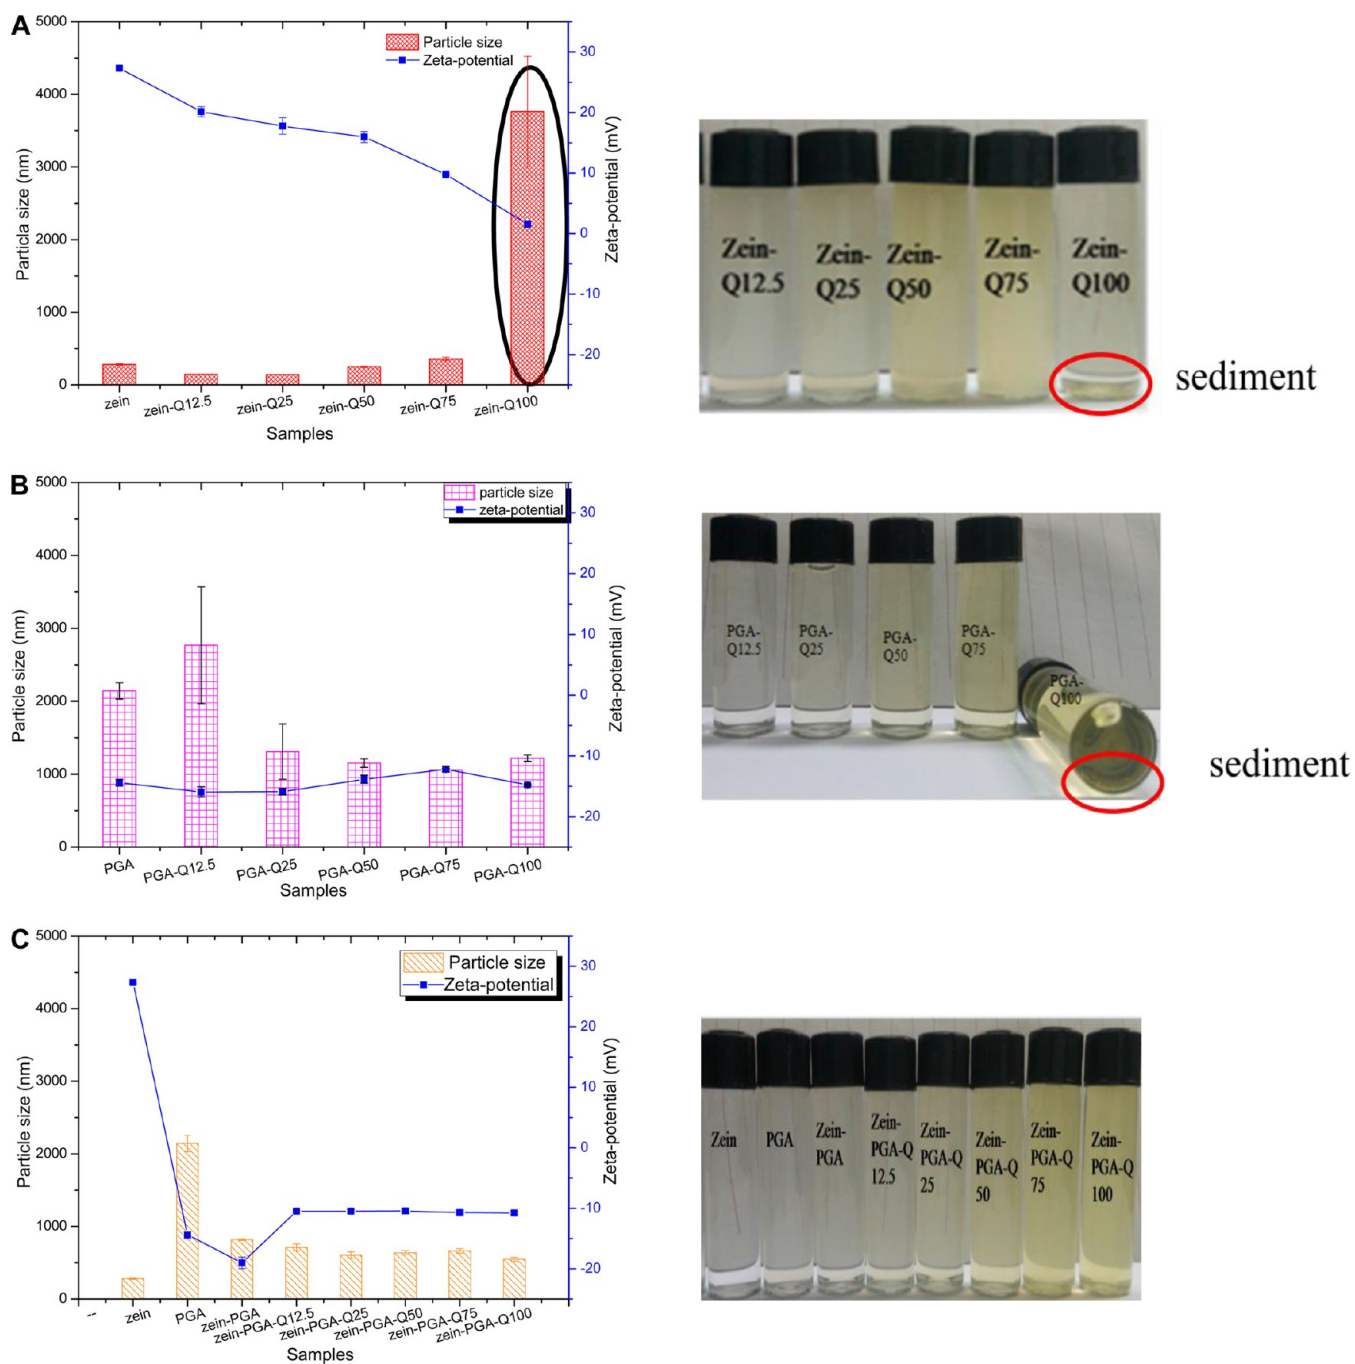 A
5000
4000
3000
2000
1000
0
Particla size (nm)
Particle size
Zeta-potential
30
20
10
0
-10
-20
Zeta-potential (mV)
zein
zein-Q12.5
zein-Q25
zein-Q50
zein-Q75
zein-Q100
Samples
Zein-
Q12.5
Zein-
Q25
Zein-
Q50
Zein-
Q75
Zein-
Q100
sediment
B
5000
4000
3000
2000
1000
0
Particle size (nm)
particle size
zeta-potential
30
20
10
0
-10
-20
Zeta-potential (mV)
PGA
PGA-Q12.5
PGA-Q25
PGA-Q50
PGA-Q75
PGA-Q100
Samples
PGA-
Q12.5
PGA-
Q25
PGA-
Q50
PGA-
Q75
PGA-
Q100
sediment
C
5000
4000
3000
2000
1000
0
Particle size (nm)
Particle size
Zeta-potential
30
20
10
0
-10
-20
Zeta-potential (mV)
--
zein
PGA
zein-PGA
zein-PGA-Q12.5
zein-PGA-Q25
zein-PGA-Q50
zein-PGA-Q75
zein-PGA-Q100
Samples
Zein
PGA
Zein-
PGA
Zein-
PGA-Q
12.5
Zein-
PGA-Q
25
Zein-
PGA-Q
50
Zein-
PGA-Q
75
Zein-
PGA-Q
100